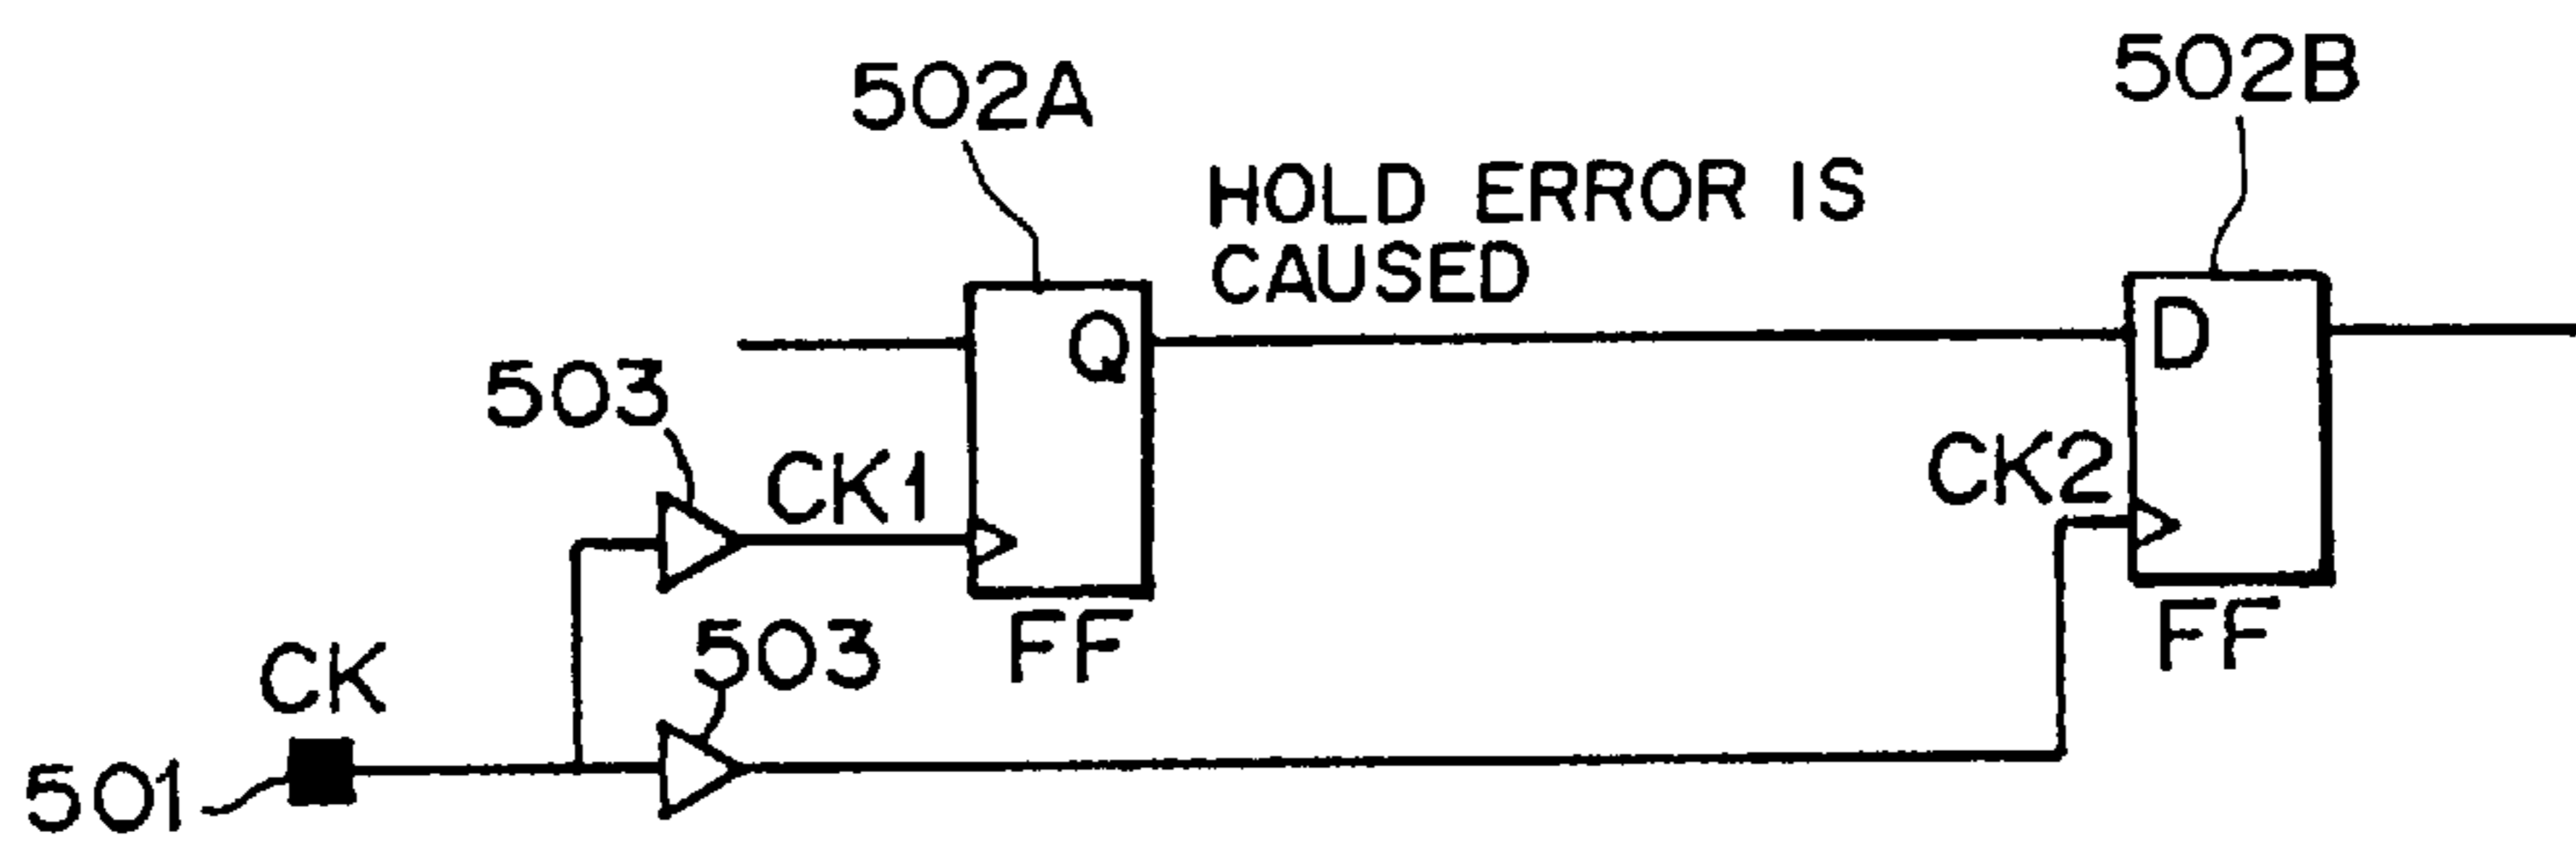 502A
502B
HOLD ERROR IS
CAUSED
Q
D
503
CK1
CK2
FF
FF
503
CK
501